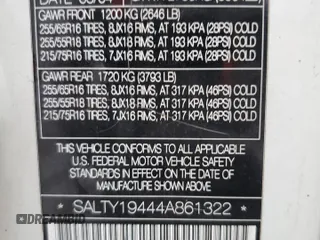 GAWR FRONT 1200 KG (2646 LB)
255/65R16 TIRES, 8JX16 RIMS, AT 193 KPA (28PSI) COLD
255/55R18 TIRES, 8JX18 RIMS, AT 193 KPA (28PSI) COLD
215/75R16 TIRES, 7JX16 RIMS, AT 193 KPA (28PSI) COLD
GAWR REAR 1720 KG (3793 LB)
255/65R16 TIRES, 8JX16 RIMS, AT 317 KPA (46PSI) COLD
255/55R18 TIRES, 8JX18 RIMS, AT 317 KPA (46PSI) COLD
215/75R16 TIRES, 7JX16 RIMS, AT 317 KPA (46PSI) COLD
THIS VEHICLE CONFORMS TO ALL APPLICABLE
U.S. FEDERAL MOTOR VEHICLE SAFETY
STANDARDS IN EFFECT ON THE DATE OF
MANUFACTURE SHOWN ABOVE.
SALTY19444A861322
DREAMBID